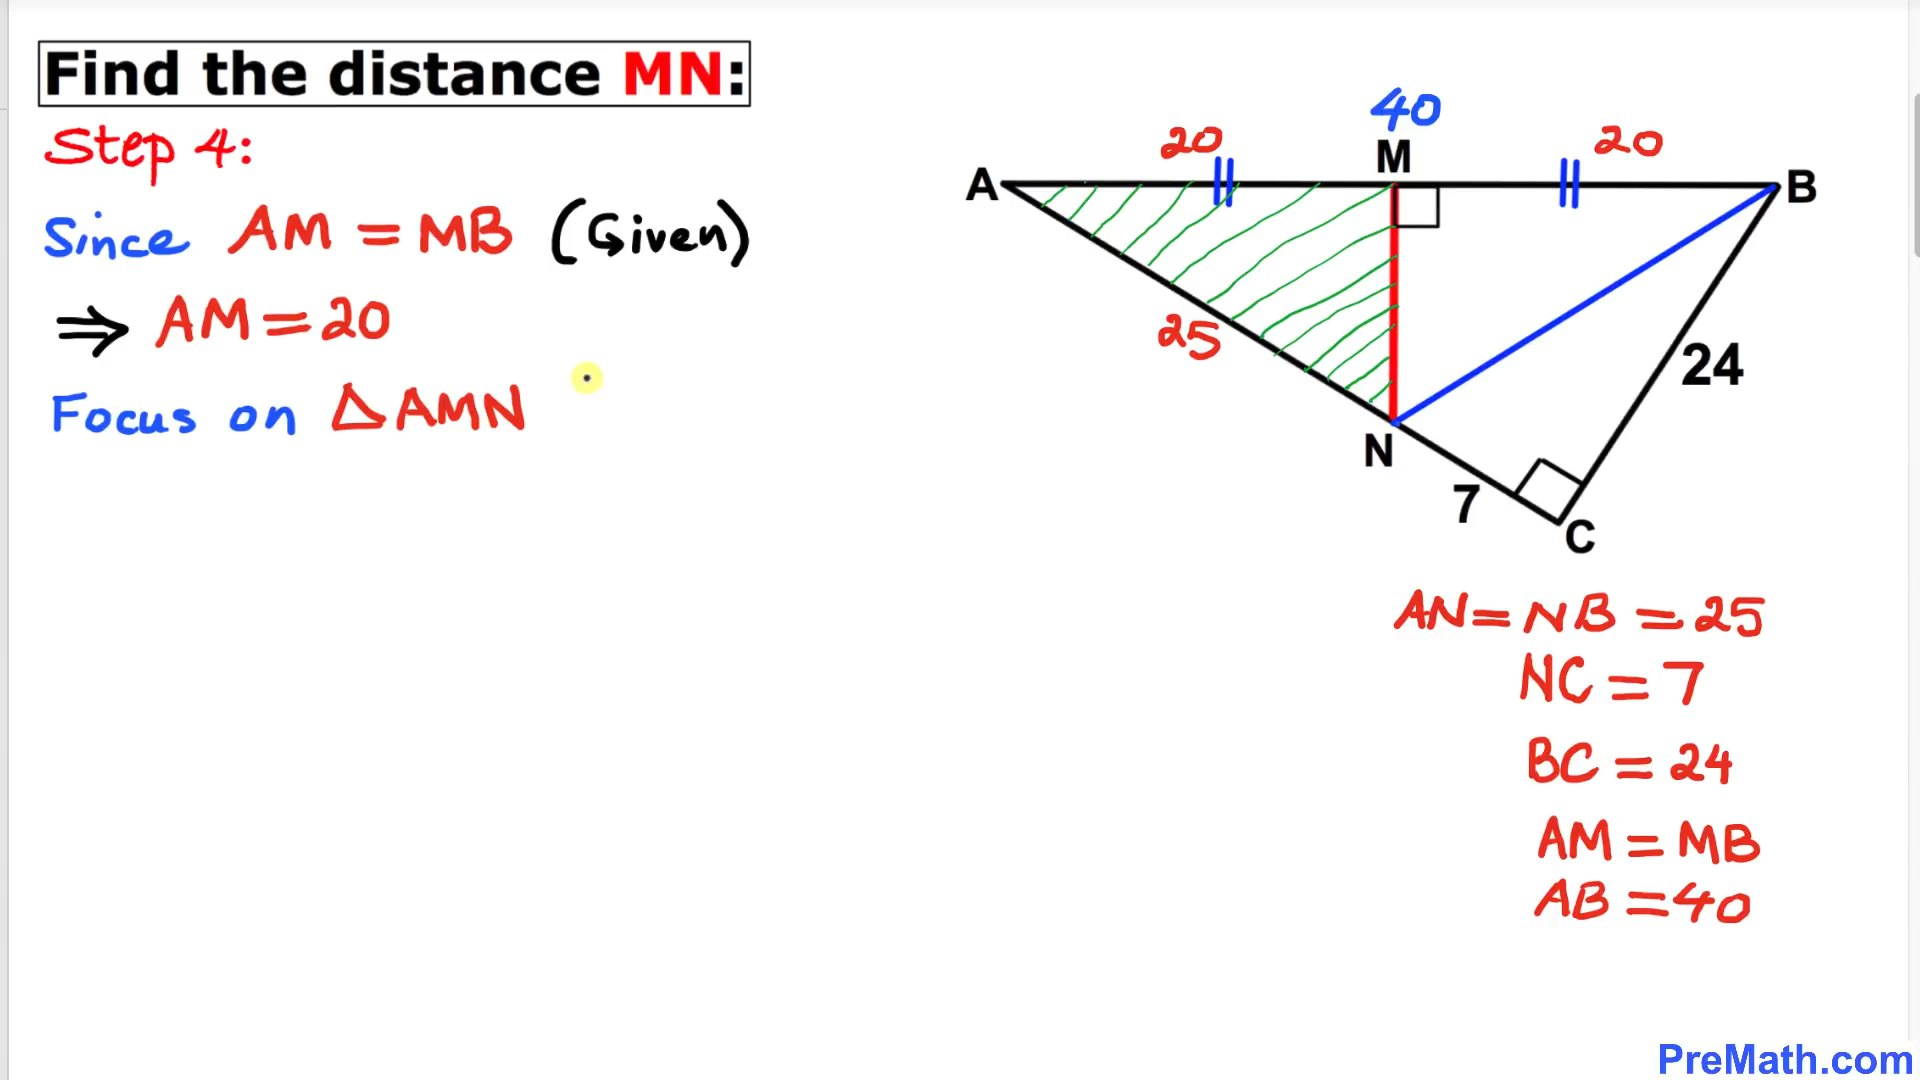 Find the distance MN:
Step 4:
Since AM = MB (Given)
⇒ AM = 20
Focus on △AMN
40
20
M
20
A
B
25
24
N
7
C
AN = NB = 25
NC = 7
BC = 24
AM = MB
AB = 40
PreMath.com